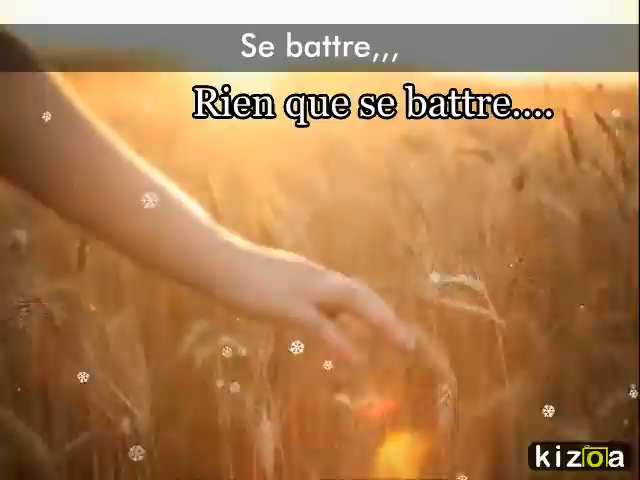 Se battre,,,
Rien que se battre....
kizoa